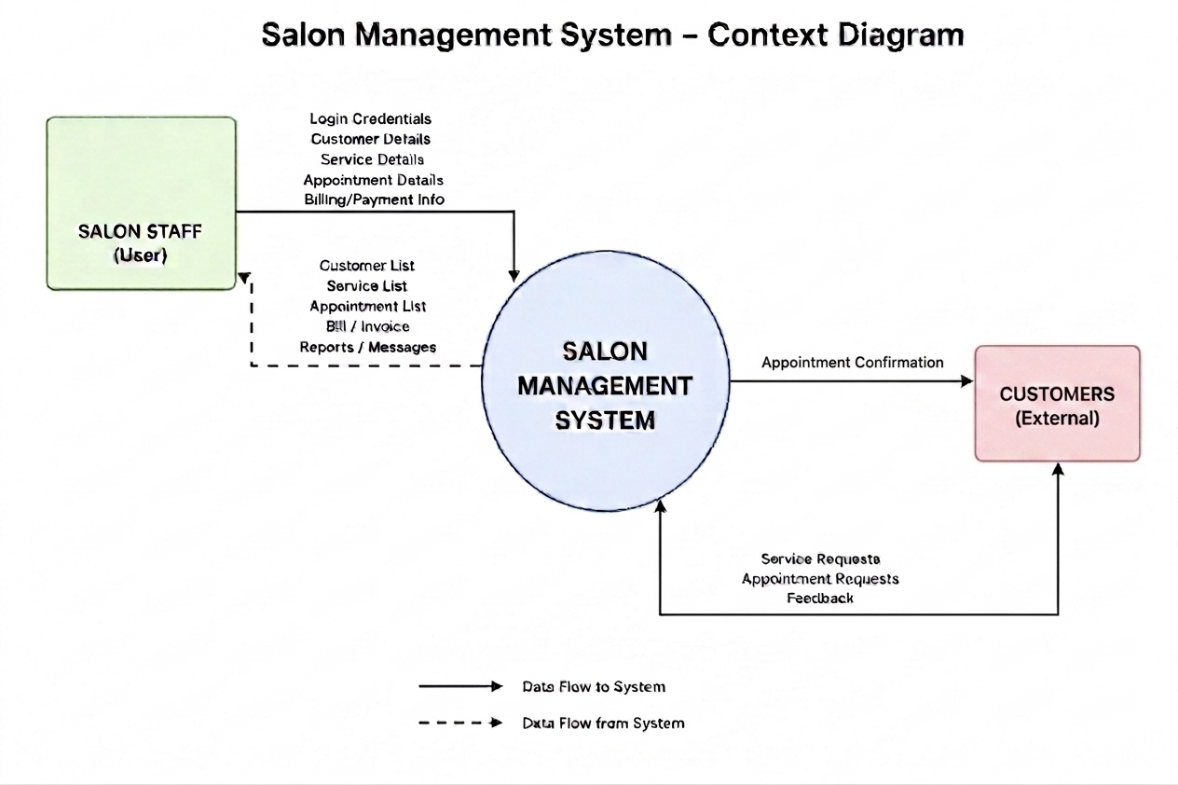 Salon Management System – Context Diagram
Login Credentials
Customer Details
Service Details
Appointment Details
Billing/Payment Info
SALON STAFF
(User)
Customer List
Service List
Appointment List
Bill / Invoice
Reports / Messages
SALON
MANAGEMENT
SYSTEM
Appointment Confirmation
CUSTOMERS
(External)
Service Requests
Appointment Requests
Feedback
Data Flow to System
Data Flow from System